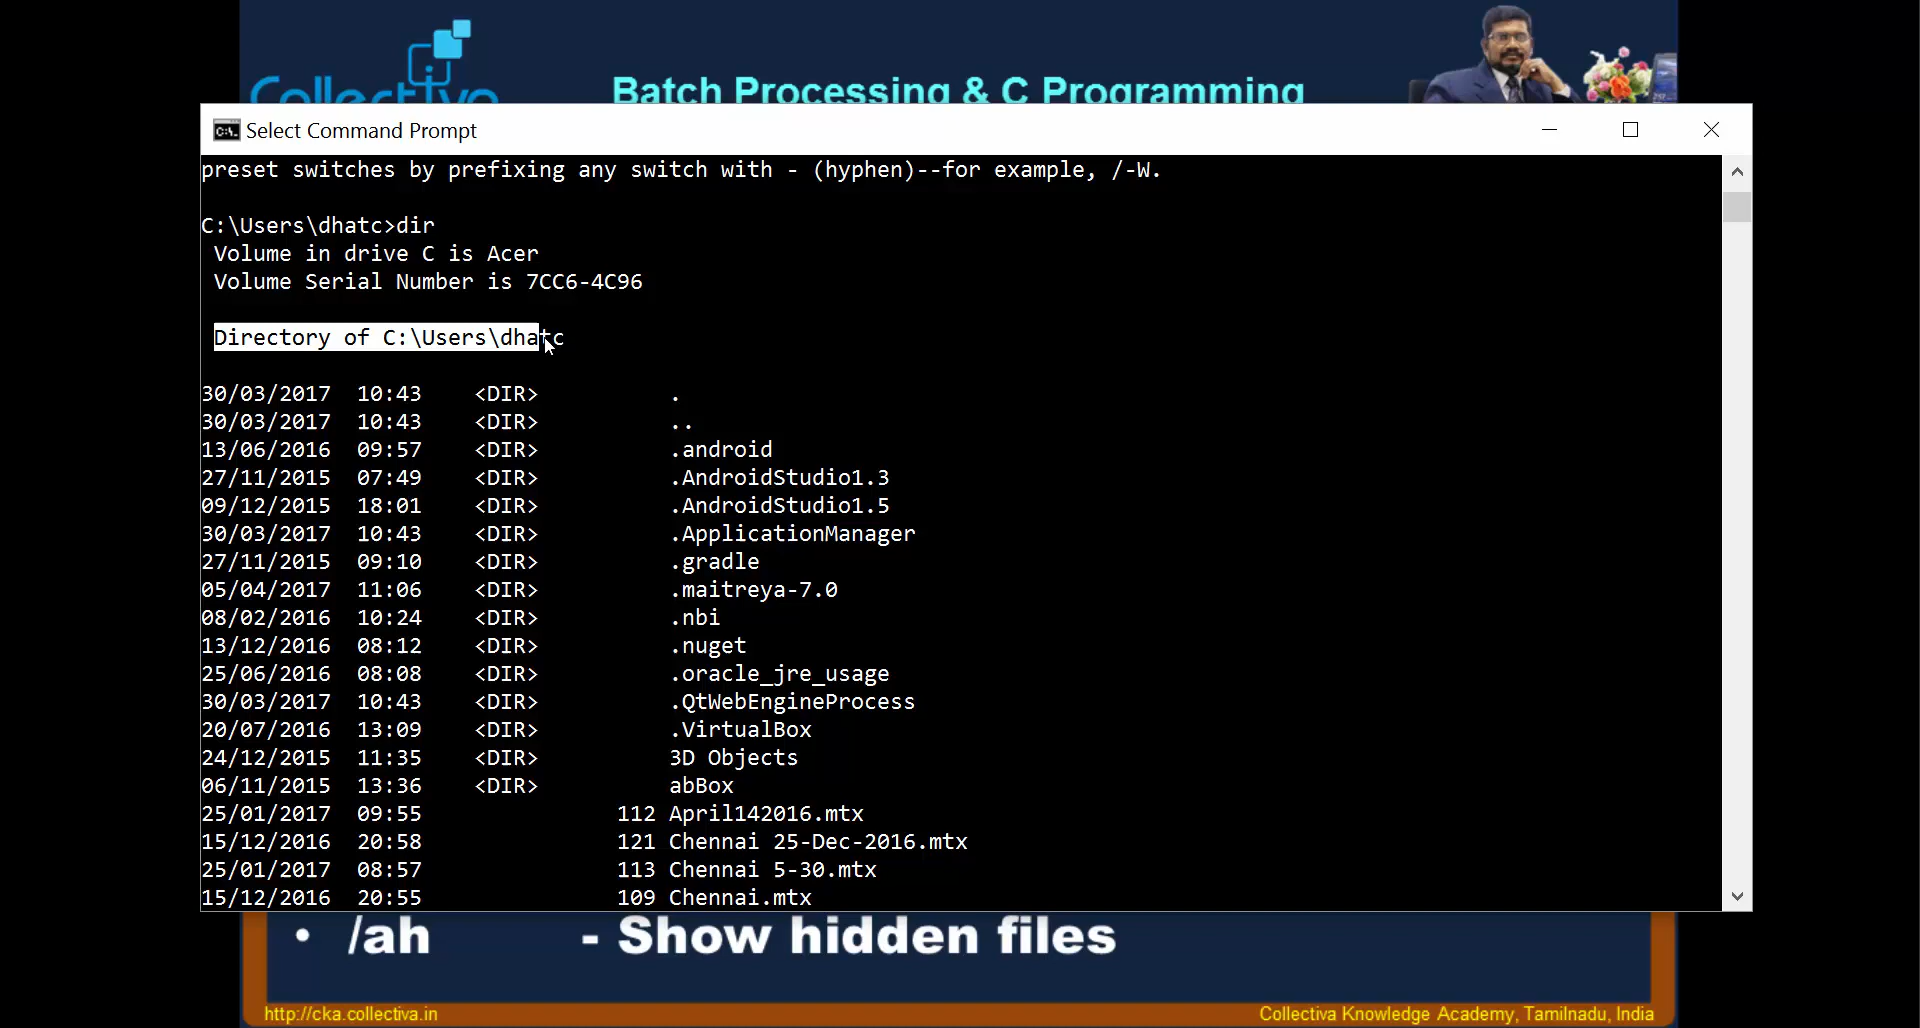 Collectiva
Batch Processing & C Programming
Select Command Prompt
preset switches by prefixing any switch with - (hyphen)--for example, /-W.
C:\Users\dhatc>dir
Volume in drive C is Acer
Volume Serial Number is 7CC6-4C96
Directory of C:\Users\dhatc
30/03/2017 10:43 <DIR> .
30/03/2017 10:43 <DIR> ..
13/06/2016 09:57 <DIR> .android
27/11/2015 07:49 <DIR> .AndroidStudio1.3
09/12/2015 18:01 <DIR> .AndroidStudio1.5
30/03/2017 10:43 <DIR> .ApplicationManager
27/11/2015 09:10 <DIR> .gradle
05/04/2017 11:06 <DIR> .maitreya-7.0
08/02/2016 10:24 <DIR> .nbi
13/12/2016 08:12 <DIR> .nuget
25/06/2016 08:08 <DIR> .oracle_jre_usage
30/03/2017 10:43 <DIR> .QtWebEngineProcess
20/07/2016 13:09 <DIR> .VirtualBox
24/12/2015 11:35 <DIR> 3D Objects
06/11/2015 13:36 <DIR> abBox
25/01/2017 09:55 112 April142016.mtx
15/12/2016 20:58 121 Chennai 25-Dec-2016.mtx
25/01/2017 08:57 113 Chennai 5-30.mtx
15/12/2016 20:55 109 Chennai.mtx
• /ah - Show hidden files
http://cka.collectiva.in
Collectiva Knowledge Academy, Tamilnadu, India